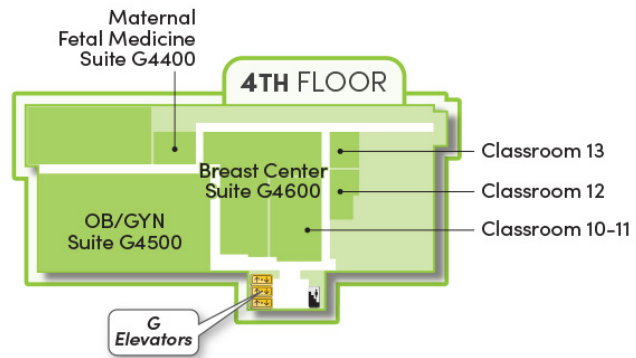 Maternal
Fetal Medicine
Suite G4400
4TH FLOOR
Breast Center
Suite G4600
OB/GYN
Suite G4500
Classroom 13
Classroom 12
Classroom 10-11
G
Elevators